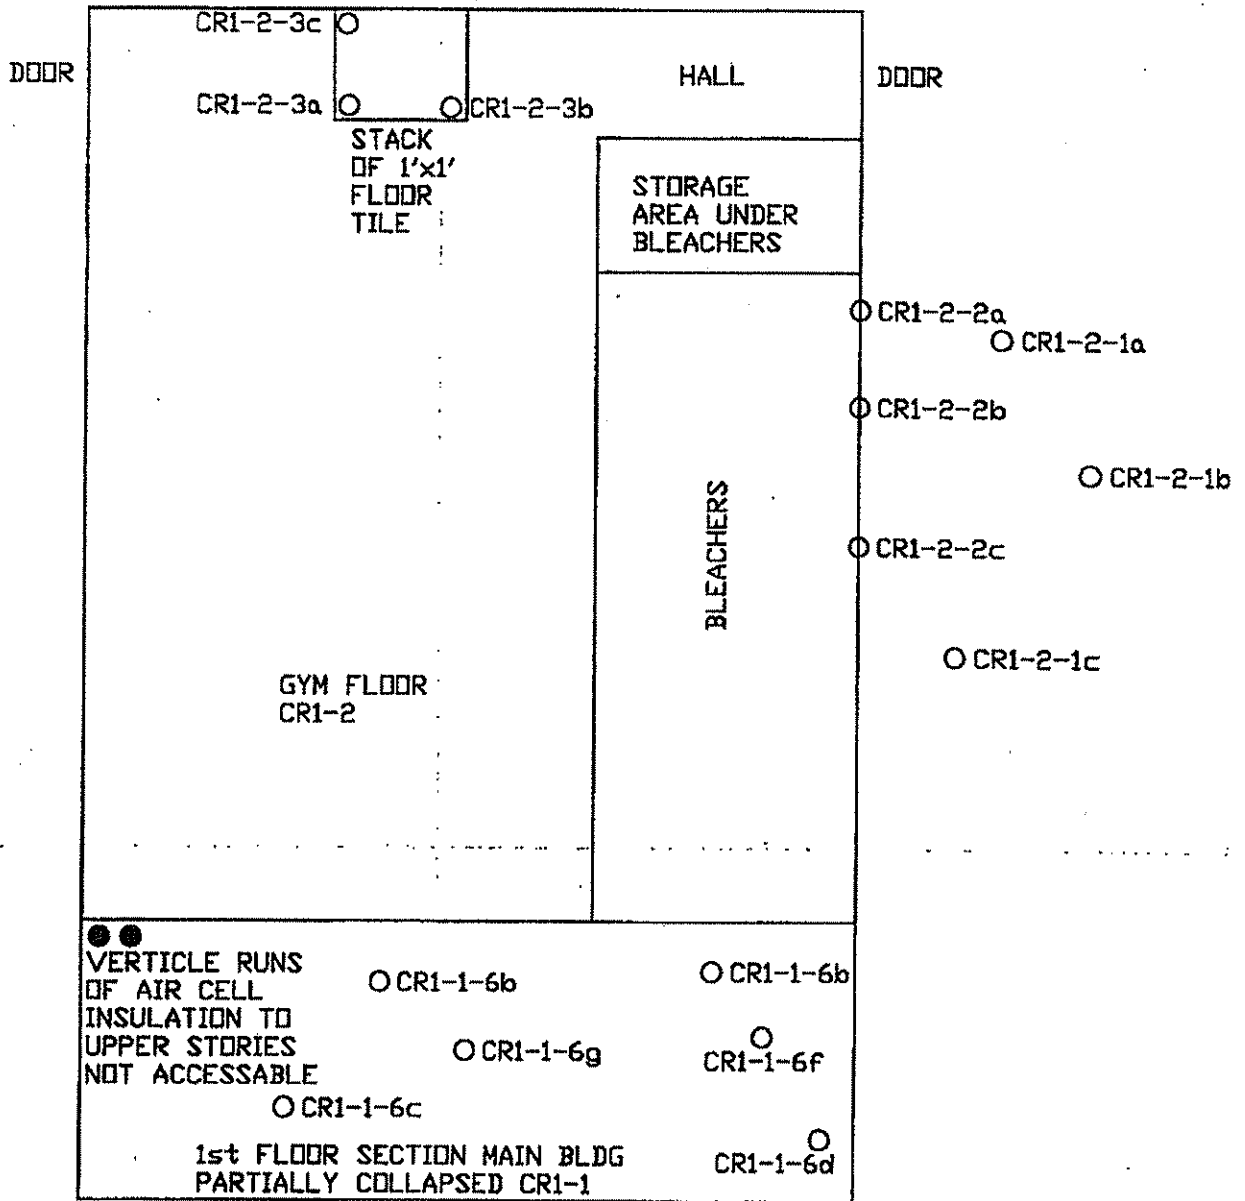 CR1-2-3c
DOOR
HALL
DOOR
CR1-2-3a
CR1-2-3b
STACK
OF 1'x1'
FLOOR
TILE
STORAGE
AREA UNDER
BLEACHERS
CR1-2-2a
CR1-2-1a
CR1-2-2b
CR1-2-1b
BLEACHERS
CR1-2-2c
CR1-2-1c
GYM FLOOR
CR1-2
VERTICLE RUNS
OF AIR CELL
INSULATION TO
UPPER STORIES
NOT ACCESSABLE
CR1-1-6b
CR1-1-6b
CR1-1-6g
CR1-1-6f
CR1-1-6c
CR1-1-6d
1st FLOOR SECTION MAIN BLDG
PARTIALLY COLLAPSED CR1-1